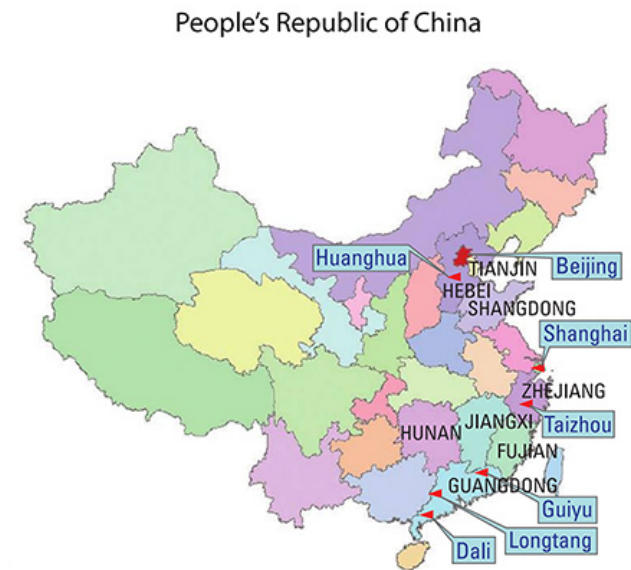 People's Republic of China
Huanghua
TIANJIN
Beijing
HEBEI
SHANGDONG
Shanghai
ZHEJIANG
JIANGXI
Taizhou
HUNAN
FUJIAN
GUANGDONG
Guiyu
Longtang
Dali